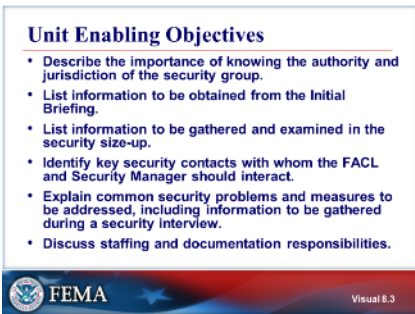 Unit Enabling Objectives
• Describe the importance of knowing the authority and
jurisdiction of the security group.
• List information to be obtained from the Initial
Briefing.
• List information to be gathered and examined in the
security size-up.
• Identify key security contacts with whom the FACL
and Security Manager should interact.
• Explain common security problems and measures to
be addressed, including information to be gathered
during a security interview.
• Discuss staffing and documentation responsibilities.
FEMA
Visual 8.3